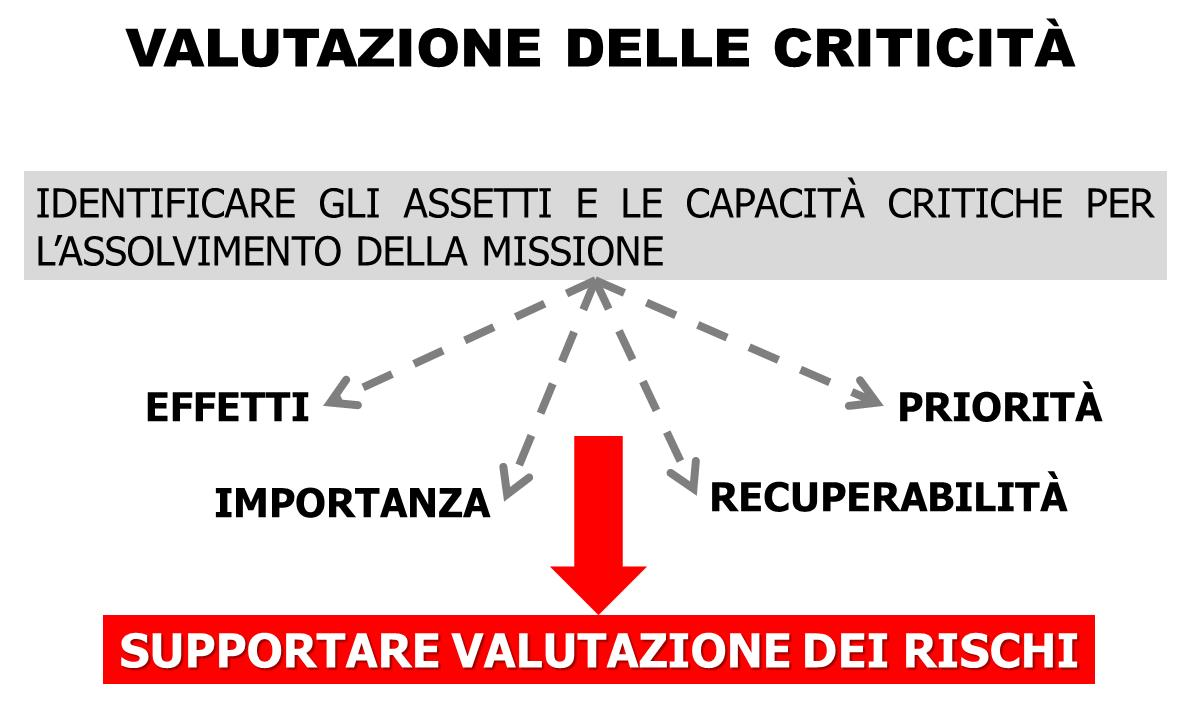 VALUTAZIONE DELLE CRITICITÀ
IDENTIFICARE GLI ASSETTI E LE CAPACITÀ CRITICHE PER
L’ASSOLVIMENTO DELLA MISSIONE
EFFETTI
PRIORITÀ
IMPORTANZA
RECUPERABILITÀ
SUPPORTARE VALUTAZIONE DEI RISCHI